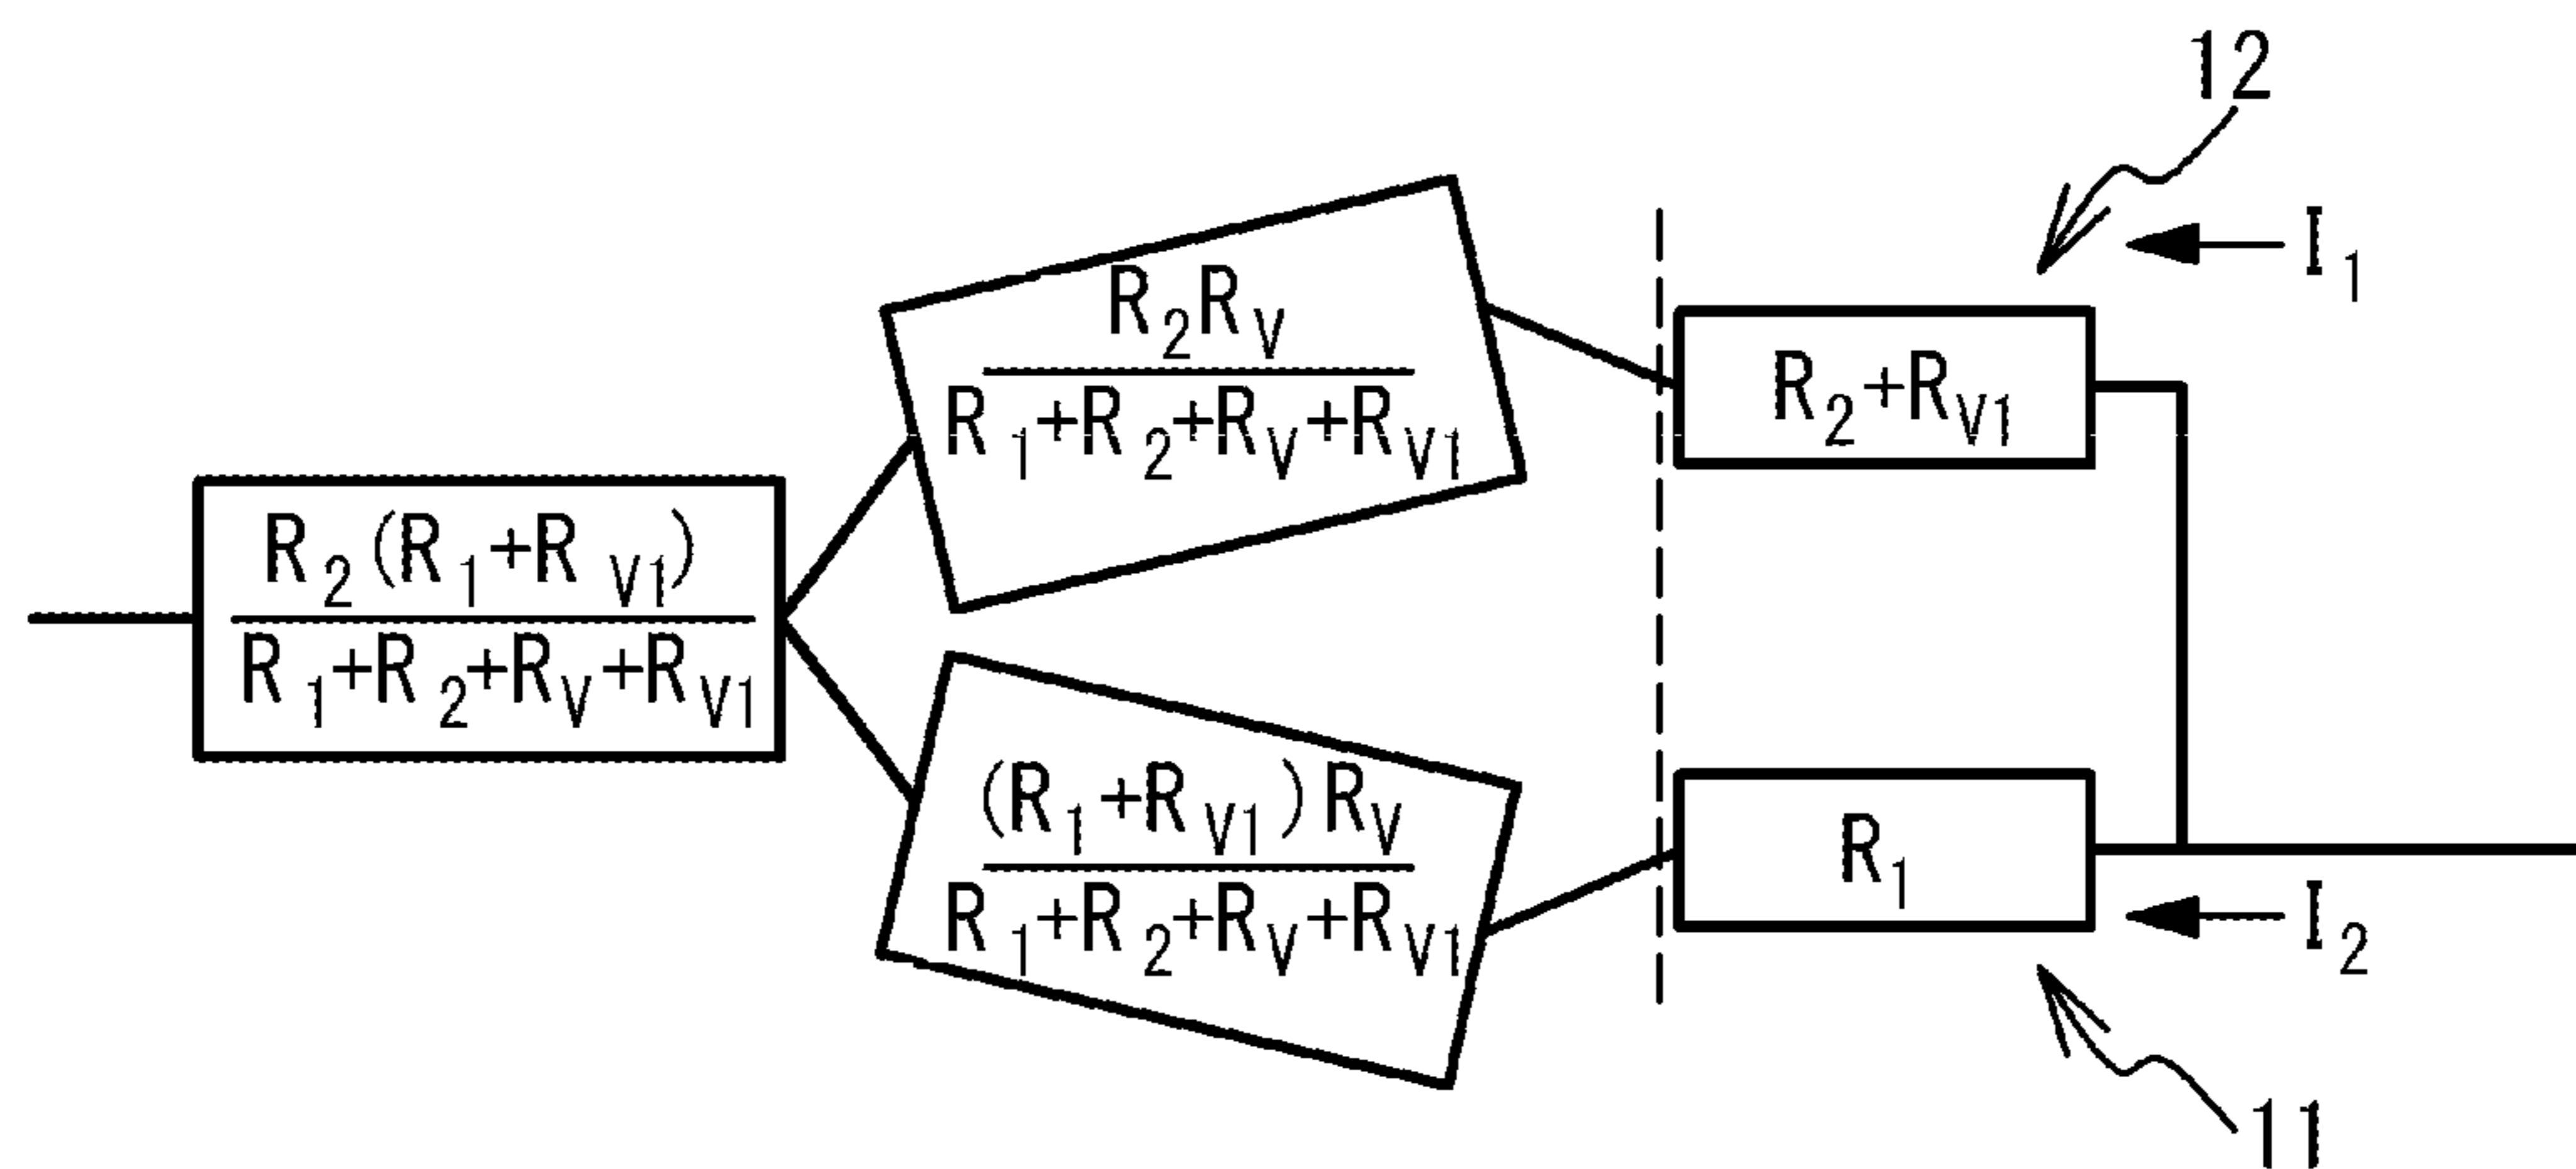 12
I₁
R₂Rᵥ
R₁+R₂+Rᵥ+Rᵥ₁
R₂+Rᵥ₁
R₂(R₁+Rᵥ₁)
R₁+R₂+Rᵥ+Rᵥ₁
(R₁+Rᵥ₁)Rᵥ
R₁+R₂+Rᵥ+Rᵥ₁
R₁
I₂
11